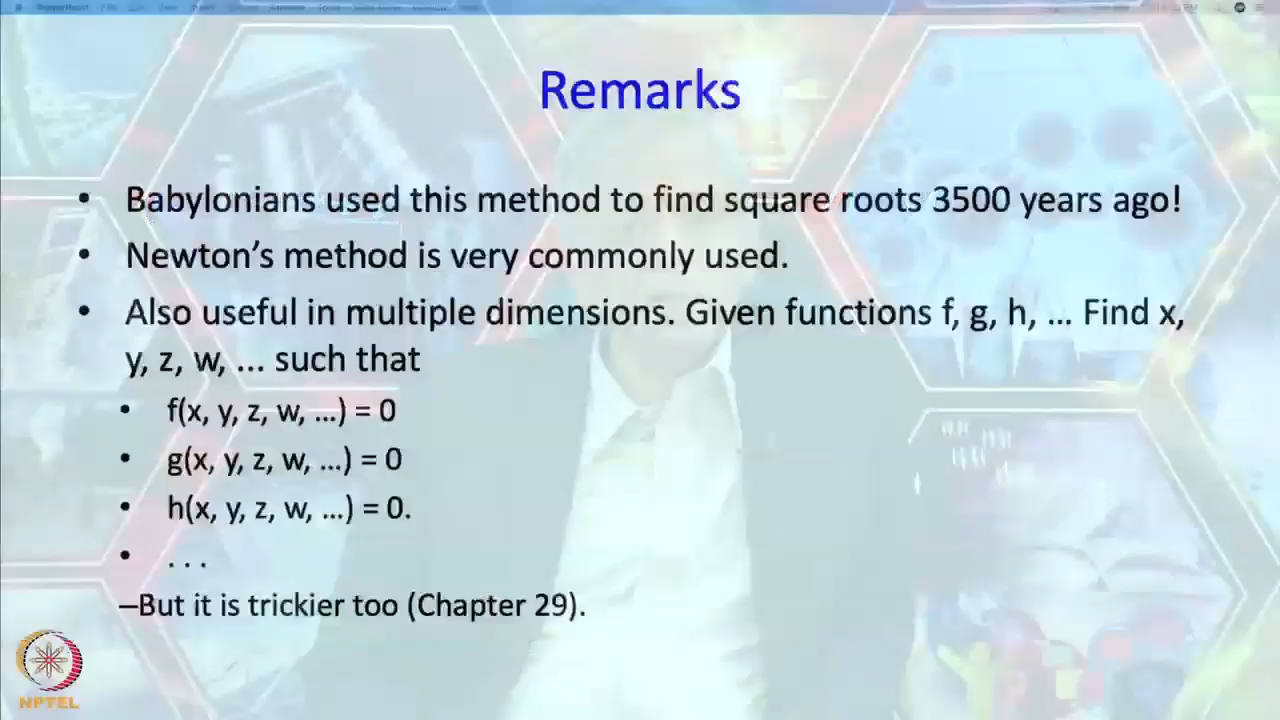 Remarks
• Babylonians used this method to find square roots 3500 years ago!
• Newton's method is very commonly used.
• Also useful in multiple dimensions. Given functions f, g, h, … Find x,
y, z, w, … such that
• f(x, y, z, w, …) = 0
• g(x, y, z, w, …) = 0
• h(x, y, z, w, …) = 0.
• . . .
–But it is trickier too (Chapter 29).
NPTEL